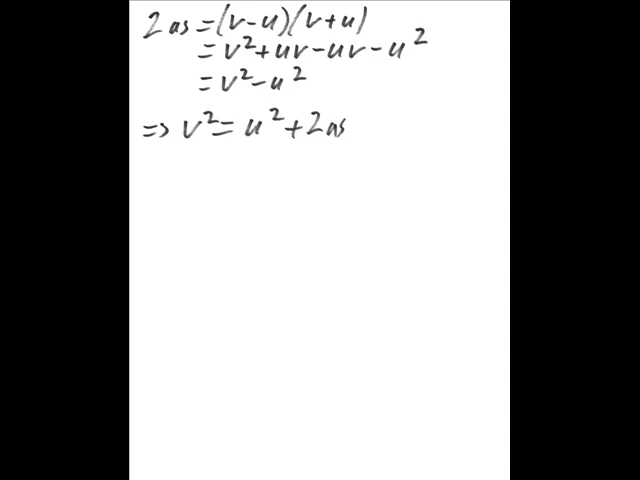 2as = (v-u)(v+u)
= v² + uv - uv - u²
= v² - u²
=> v² = u² + 2as